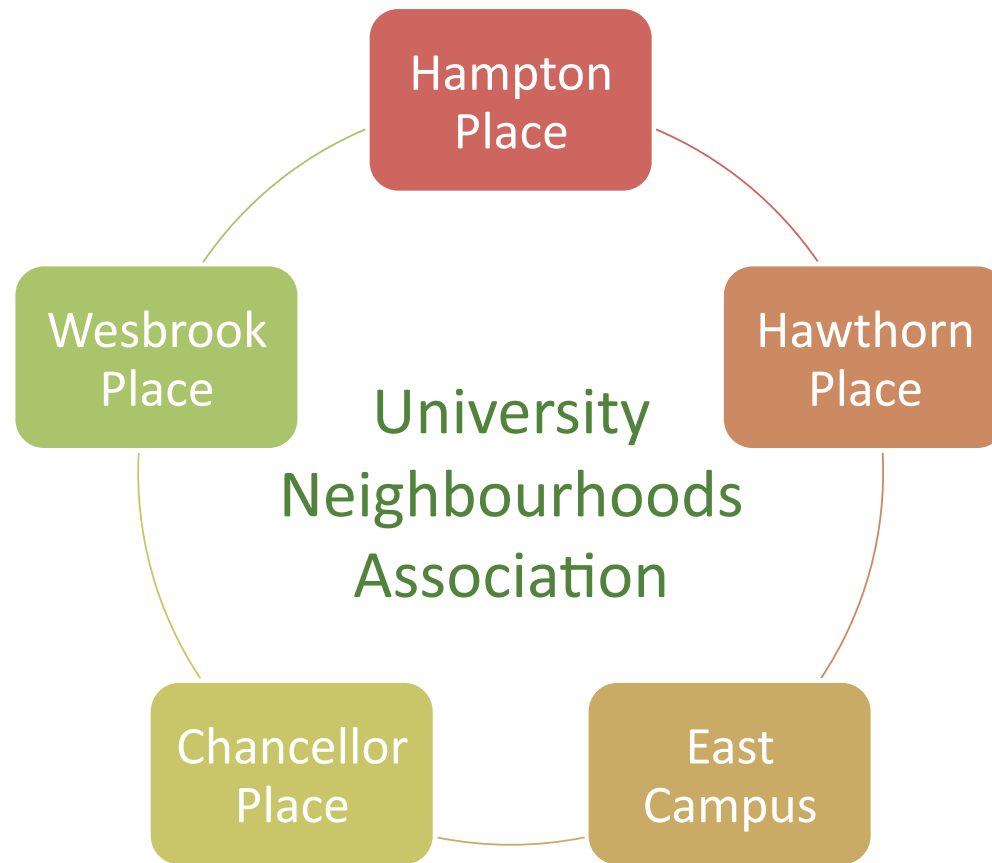 Hampton
Place
Hawthorn
Place
East
Campus
Chancellor
Place
Wesbrook
Place
University
Neighbourhoods
Association